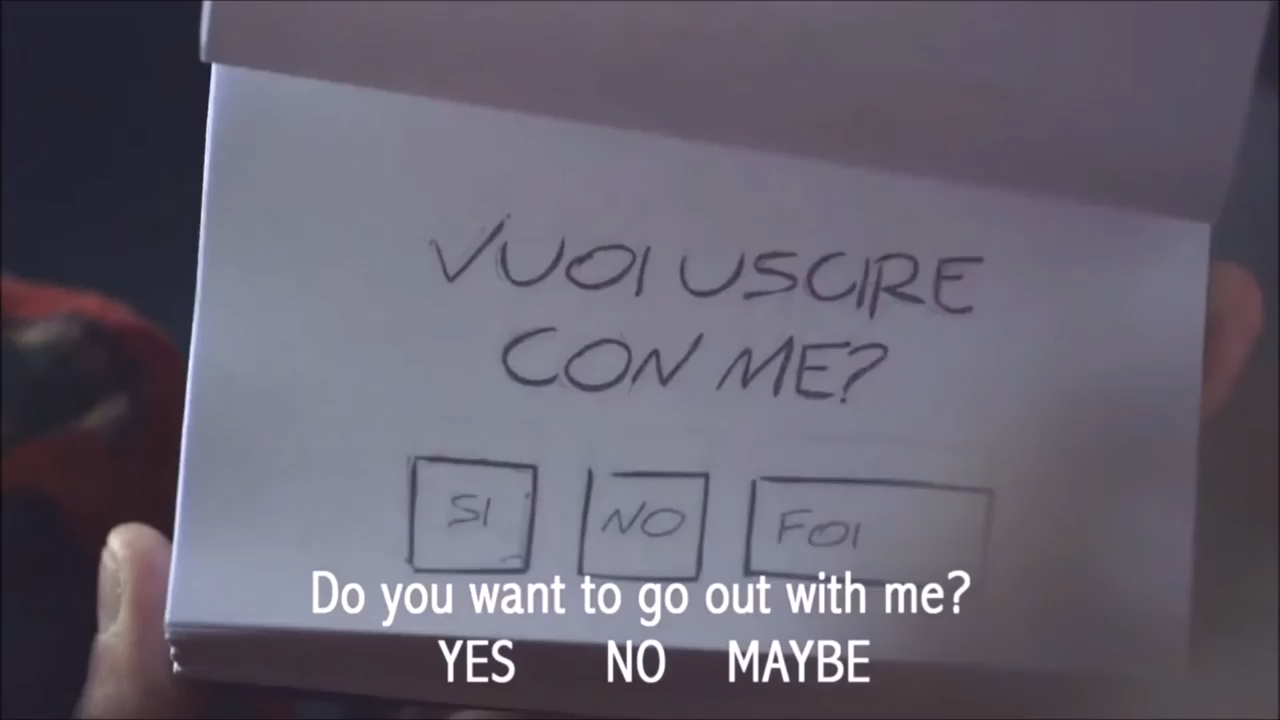 VUOI USCIRE
CON ME?
SI NO FOI
Do you want to go out with me?
YES NO MAYBE